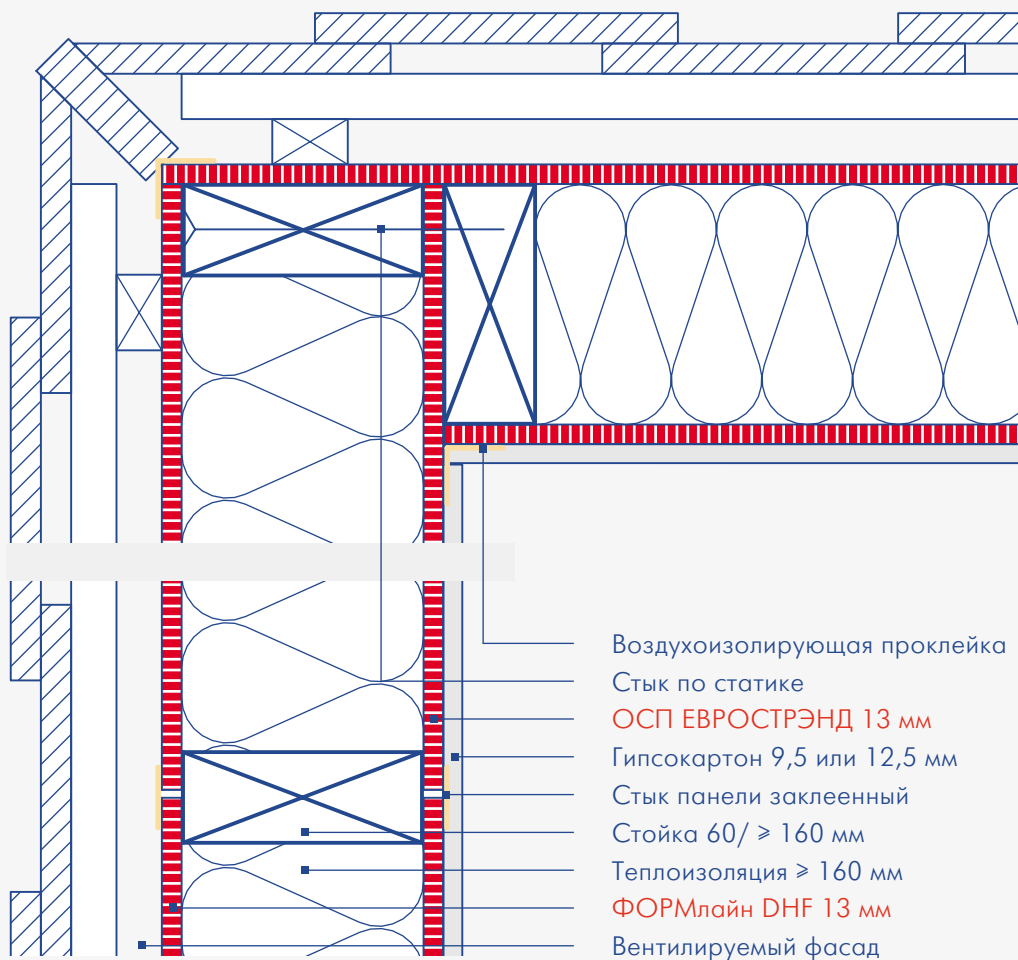 Воздухоизолирующая проклейка
Стык по статике
ОСП ЕВРОСТРЭНД 13 мм
Гипсокартон 9,5 или 12,5 мм
Стык панели заклеенный
Стойка 60/ ⩾ 160 мм
Теплоизоляция ⩾ 160 мм
ФОРМлайн DHF 13 мм
Вентилируемый фасад